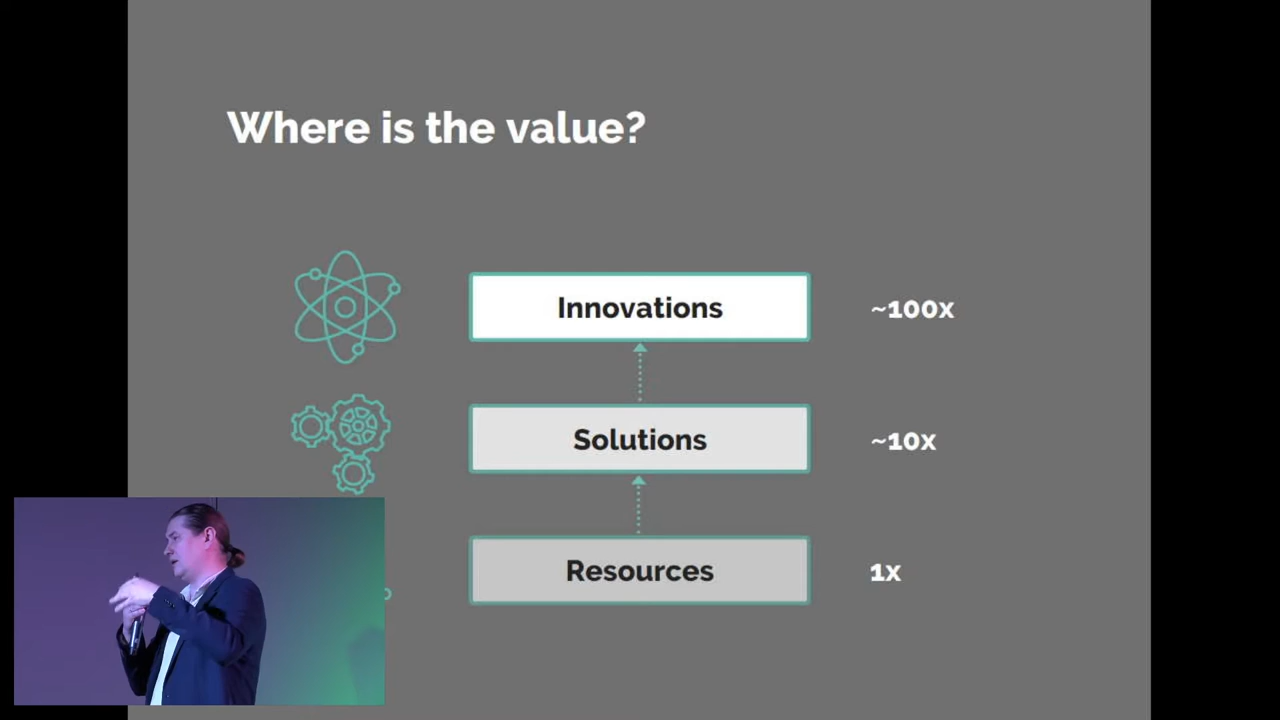 Where is the value?
Innovations
~100x
Solutions
~10x
Resources
1x